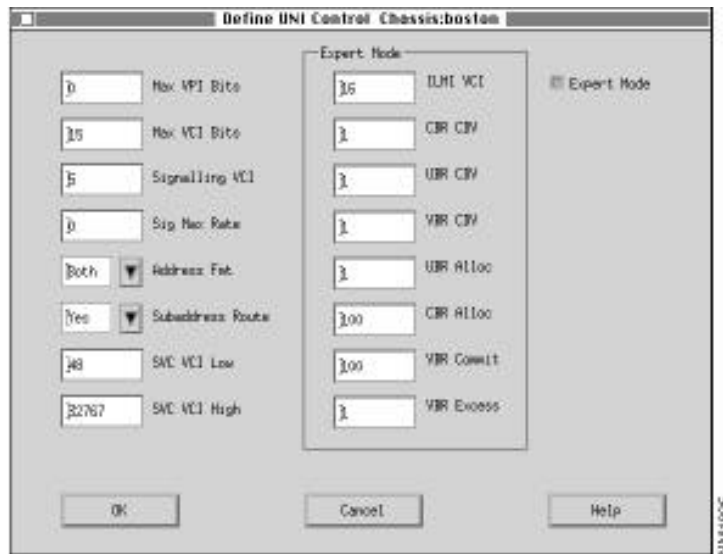 Define UNI Control Chassis:boston
0 Max VPI Bits
15 Max VCI Bits
5 Signalling VCI
0 Sig Max Rate
Both Address Fmt.
Yes Subaddress Route
48 SVC VCI Low
32767 SVC VCI High
Expert Mode
16 ILMI VCI
1 CBR CDV
1 UBR CDV
1 VBR CDV
1 UBR Alloc
100 CBR Alloc
100 VBR Commit
1 VBR Excess
Expert Mode
OK Cancel Help